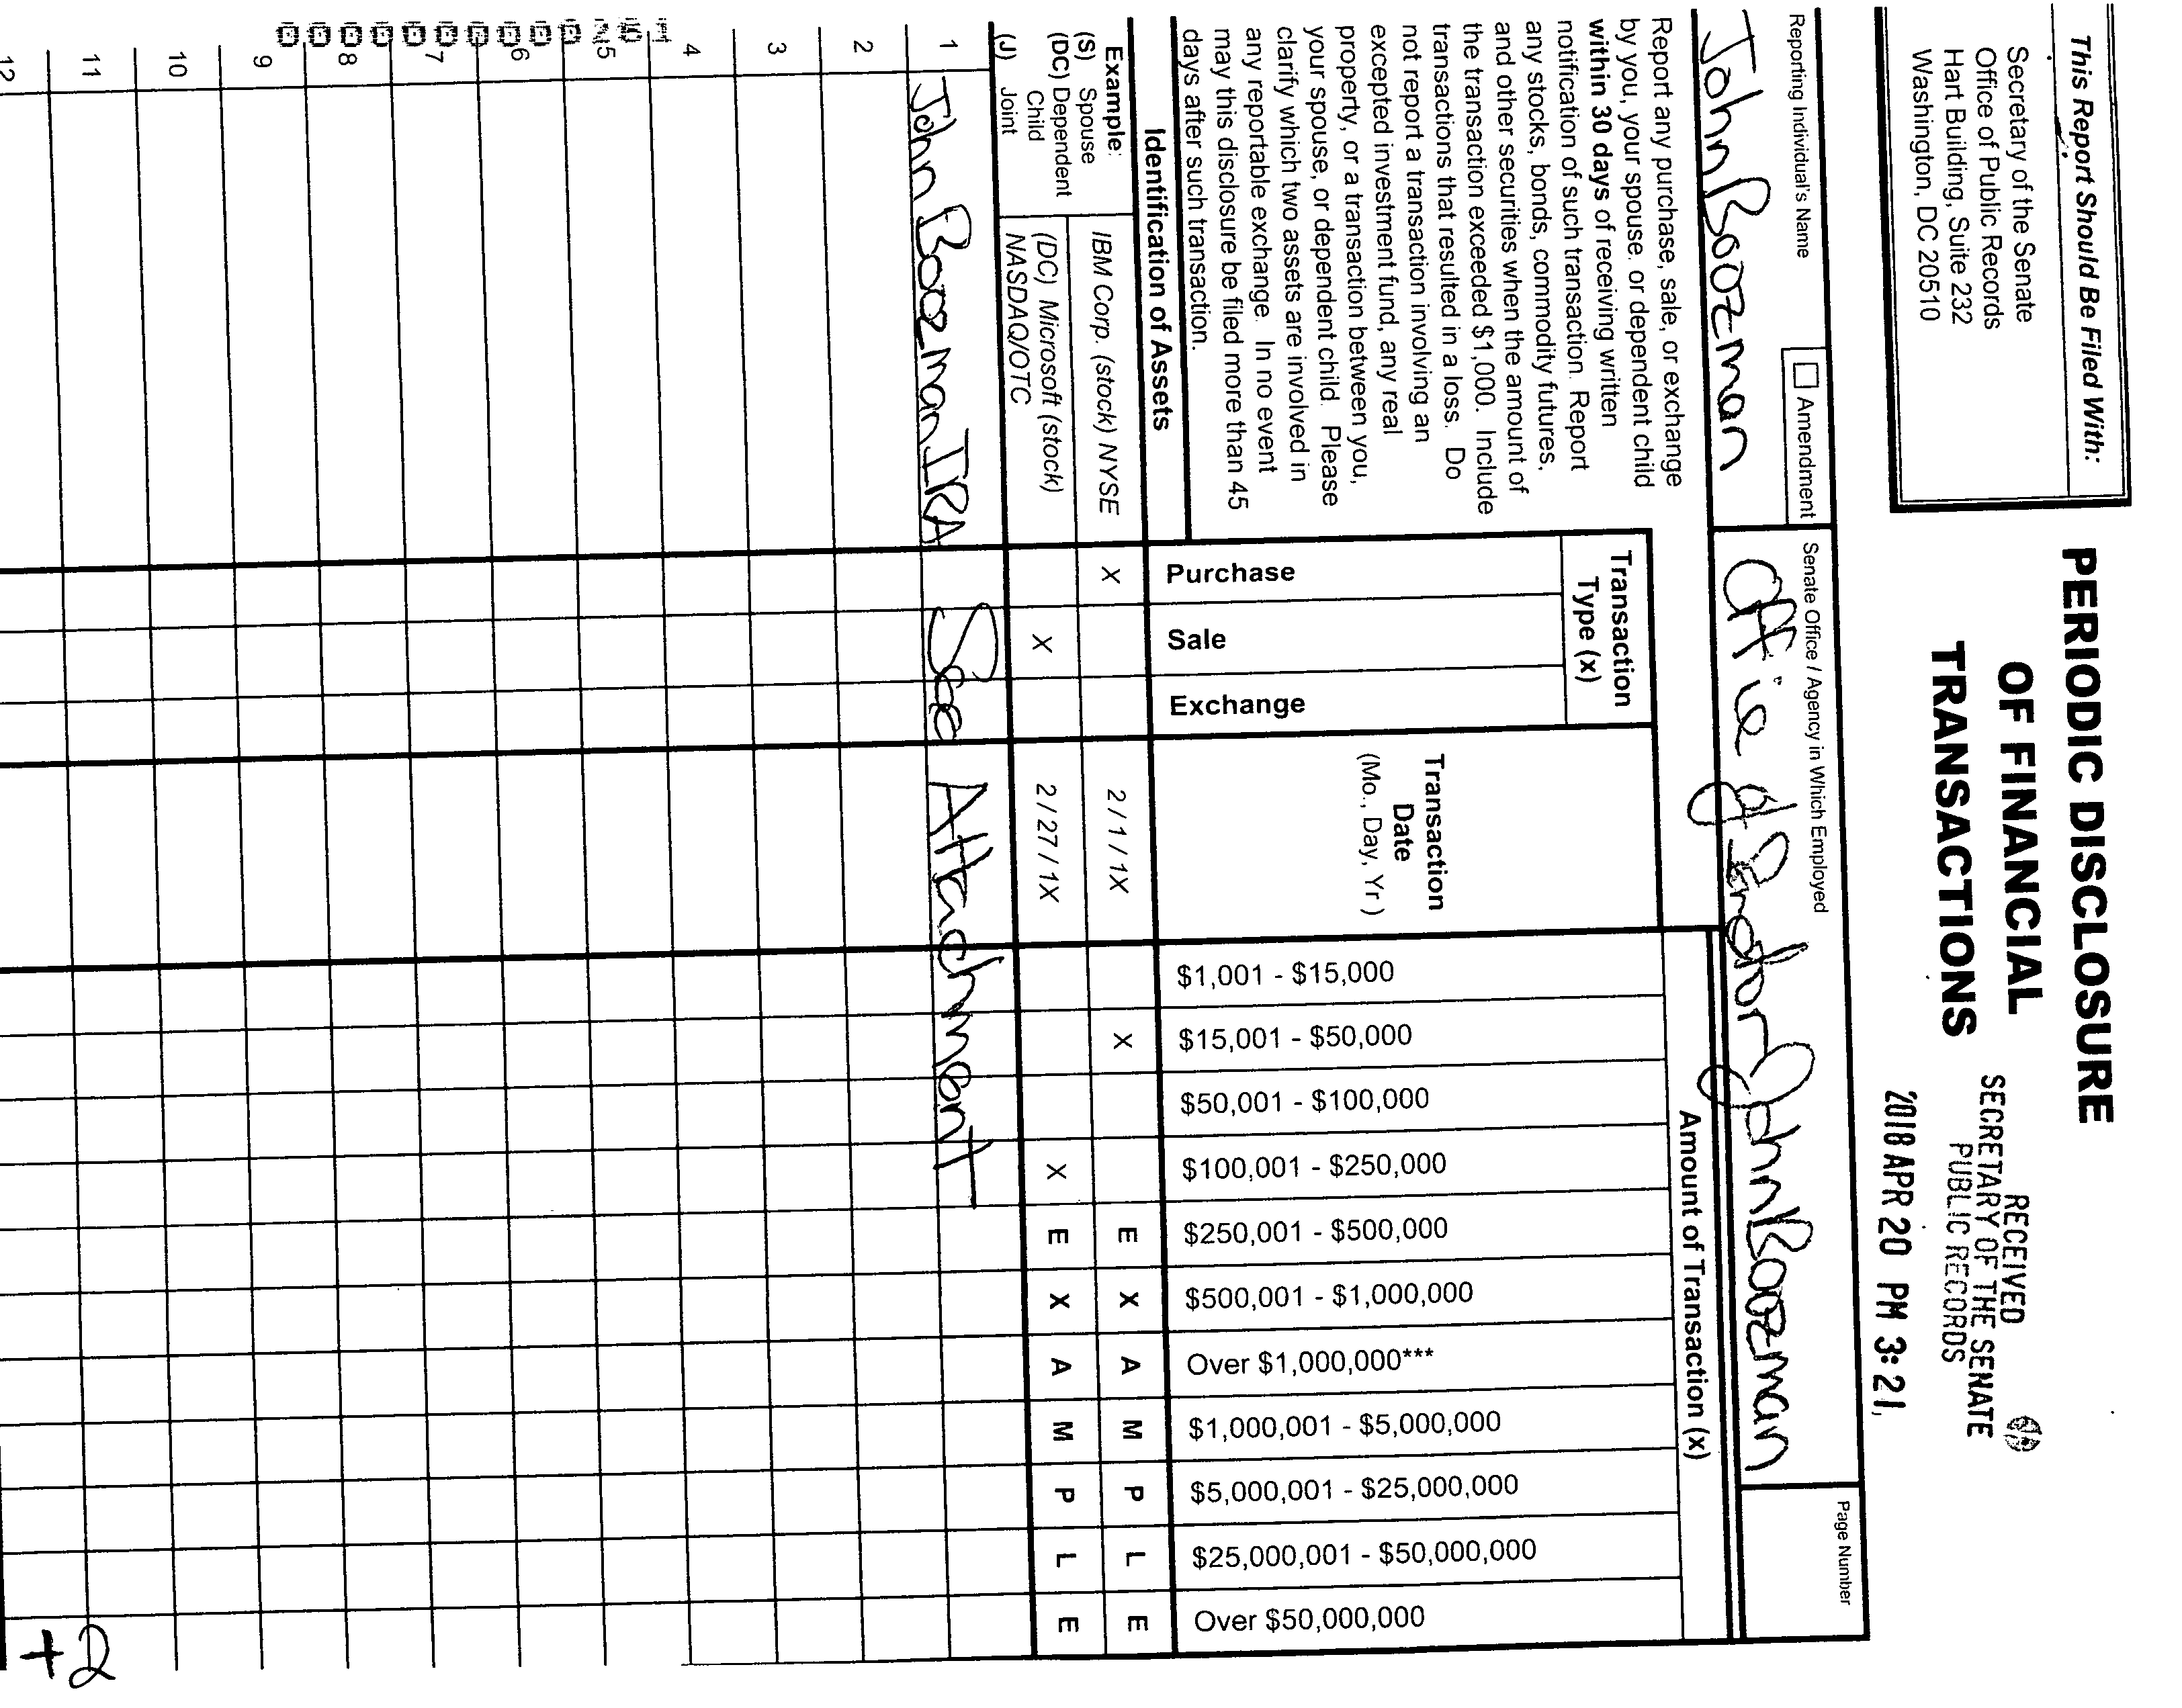 This Report Should Be Filed With:
Secretary of the Senate
Office of Public Records
Hart Building, Suite 232
Washington, DC 20510
PERIODIC DISCLOSURE
OF FINANCIAL
TRANSACTIONS
RECEIVED
SECRETARY OF THE SENATE
PUBLIC RECORDS
2018 APR 20 PM 3:21
Reporting Individual's Name
Amendment
John Boozman
Senate Office / Agency in Which Employed
Office of Senator John Boozman
Page Number
Report any purchase, sale, or exchange
by you, your spouse, or dependent child
within 30 days of receiving written
notification of such transaction. Report
any stocks, bonds, commodity futures,
and other securities when the amount of
the transaction exceeded $1,000. Include
transactions that resulted in a loss. Do
not report a transaction involving an
excepted investment fund, any real
property, or a transaction between you,
your spouse, or dependent child. Please
clarify which two assets are involved in
any reportable exchange. In no event
may this disclosure be filed more than 45
days after such transaction.
Transaction
Type (x)
Purchase
Sale
Exchange
Transaction
Date
(Mo., Day, Yr )
Amount of Transaction (x)
$1,001 - $15,000
$15,001 - $50,000
$50,001 - $100,000
$100,001 - $250,000
$250,001 - $500,000
$500,001 - $1,000,000
Over $1,000,000***
$1,000,001 - $5,000,000
$5,000,001 - $25,000,000
$25,000,001 - $50,000,000
Over $50,000,000
Identification of Assets
Example:
(S) Spouse
(DC) Dependent
Child
(J) Joint
IBM Corp. (stock) NYSE X 2 / 1 / 1X X E X A M P L E
(DC) Microsoft (stock)
NASDAQ/OTC X 2 / 27 / 1X X E X A M P L E
1 John Boozman IRA See Attachment
2
3
4
5
6
7
8
9
10
11
12
+2